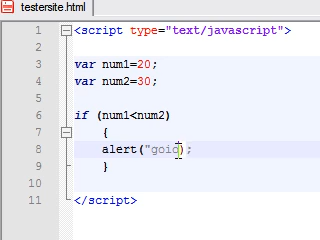 testersite.html
1 <script type="text/javascript">
2
3 var num1=20;
4 var num2=30;
5
6 if (num1<num2)
7 {
8 alert("goid);
9 }
10
11 </script>